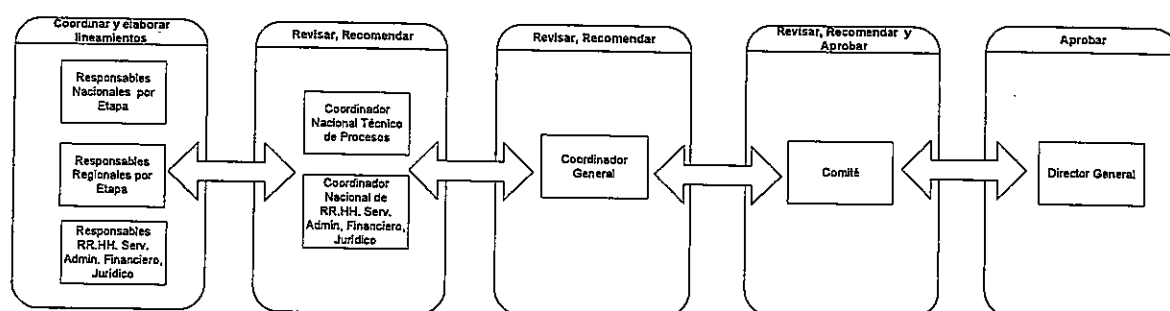 Coordinar y elaborar
lineamientos
Responsables
Nacionales por
Etapa
Responsables
Regionales por
Etapa
Responsables
RR.HH. Serv.
Admin. Financiero,
Jurídico
Revisar, Recomendar
Coordinador
Nacional Técnico
de Procesos
Coordinador
Nacional de
RR.HH. Serv.
Admin, Financiero,
Jurídico
Revisar, Recomendar
Coordinador
General
Revisar, Recomendar y
Aprobar
Comité
Aprobar
Director General